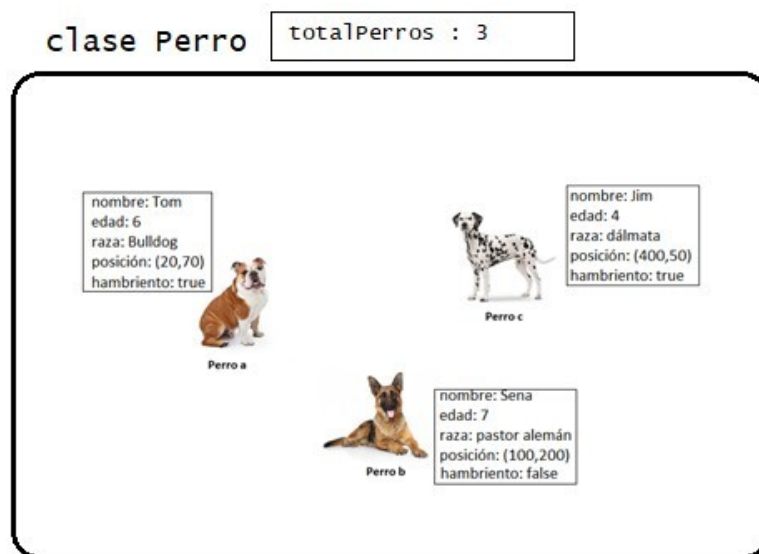 clase Perro
totalPerros : 3
nombre: Tom
edad: 6
raza: Bulldog
posición: (20,70)
hambriento: true
Perro a
nombre: Jim
edad: 4
raza: dálmata
posición: (400,50)
hambriento: true
Perro c
nombre: Sena
edad: 7
raza: pastor alemán
posición: (100,200)
hambriento: false
Perro b